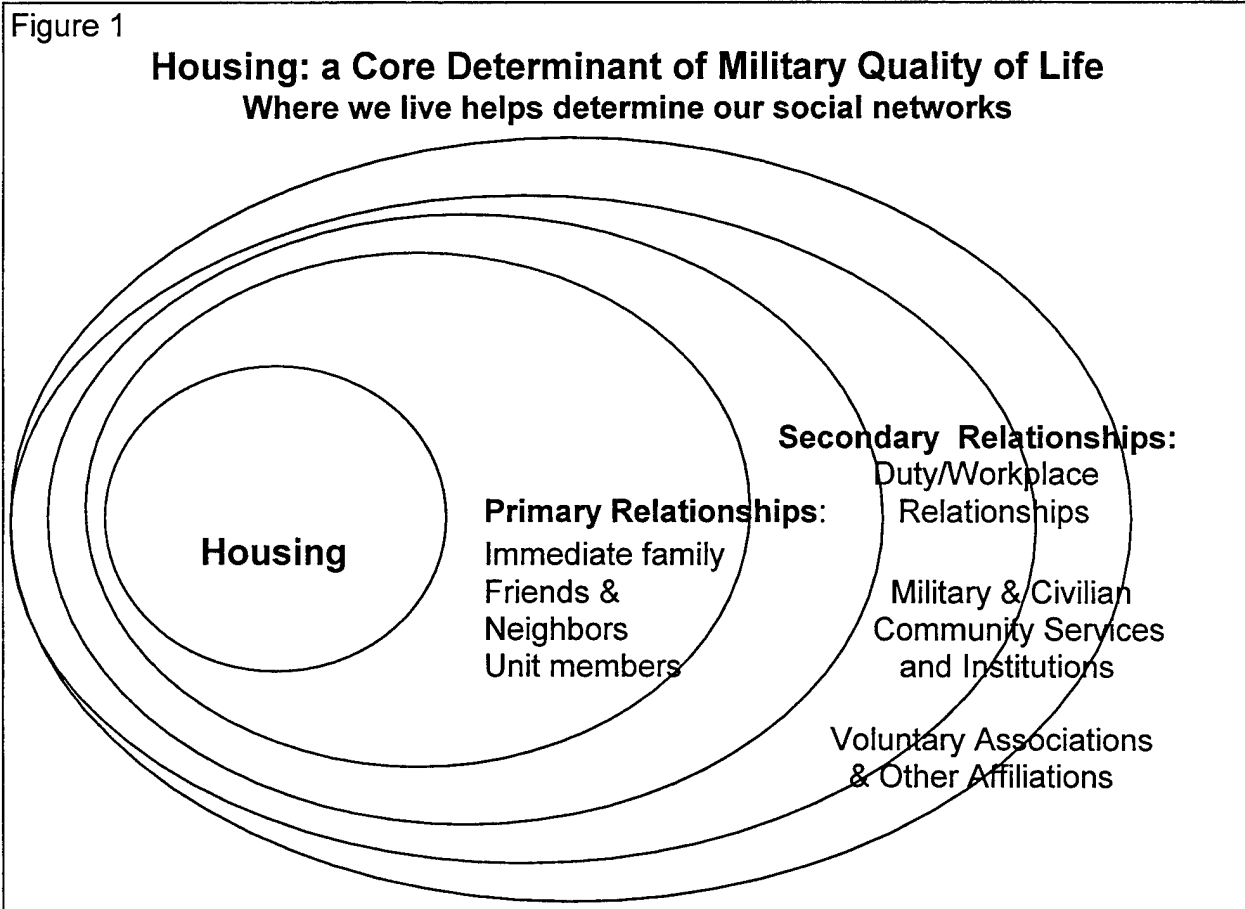 Figure 1
Housing: a Core Determinant of Military Quality of Life
Where we live helps determine our social networks
Housing
Primary Relationships:
Immediate family
Friends &
Neighbors
Unit members
Secondary Relationships:
Duty/Workplace
Relationships
Military & Civilian
Community Services
and Institutions
Voluntary Associations
& Other Affiliations